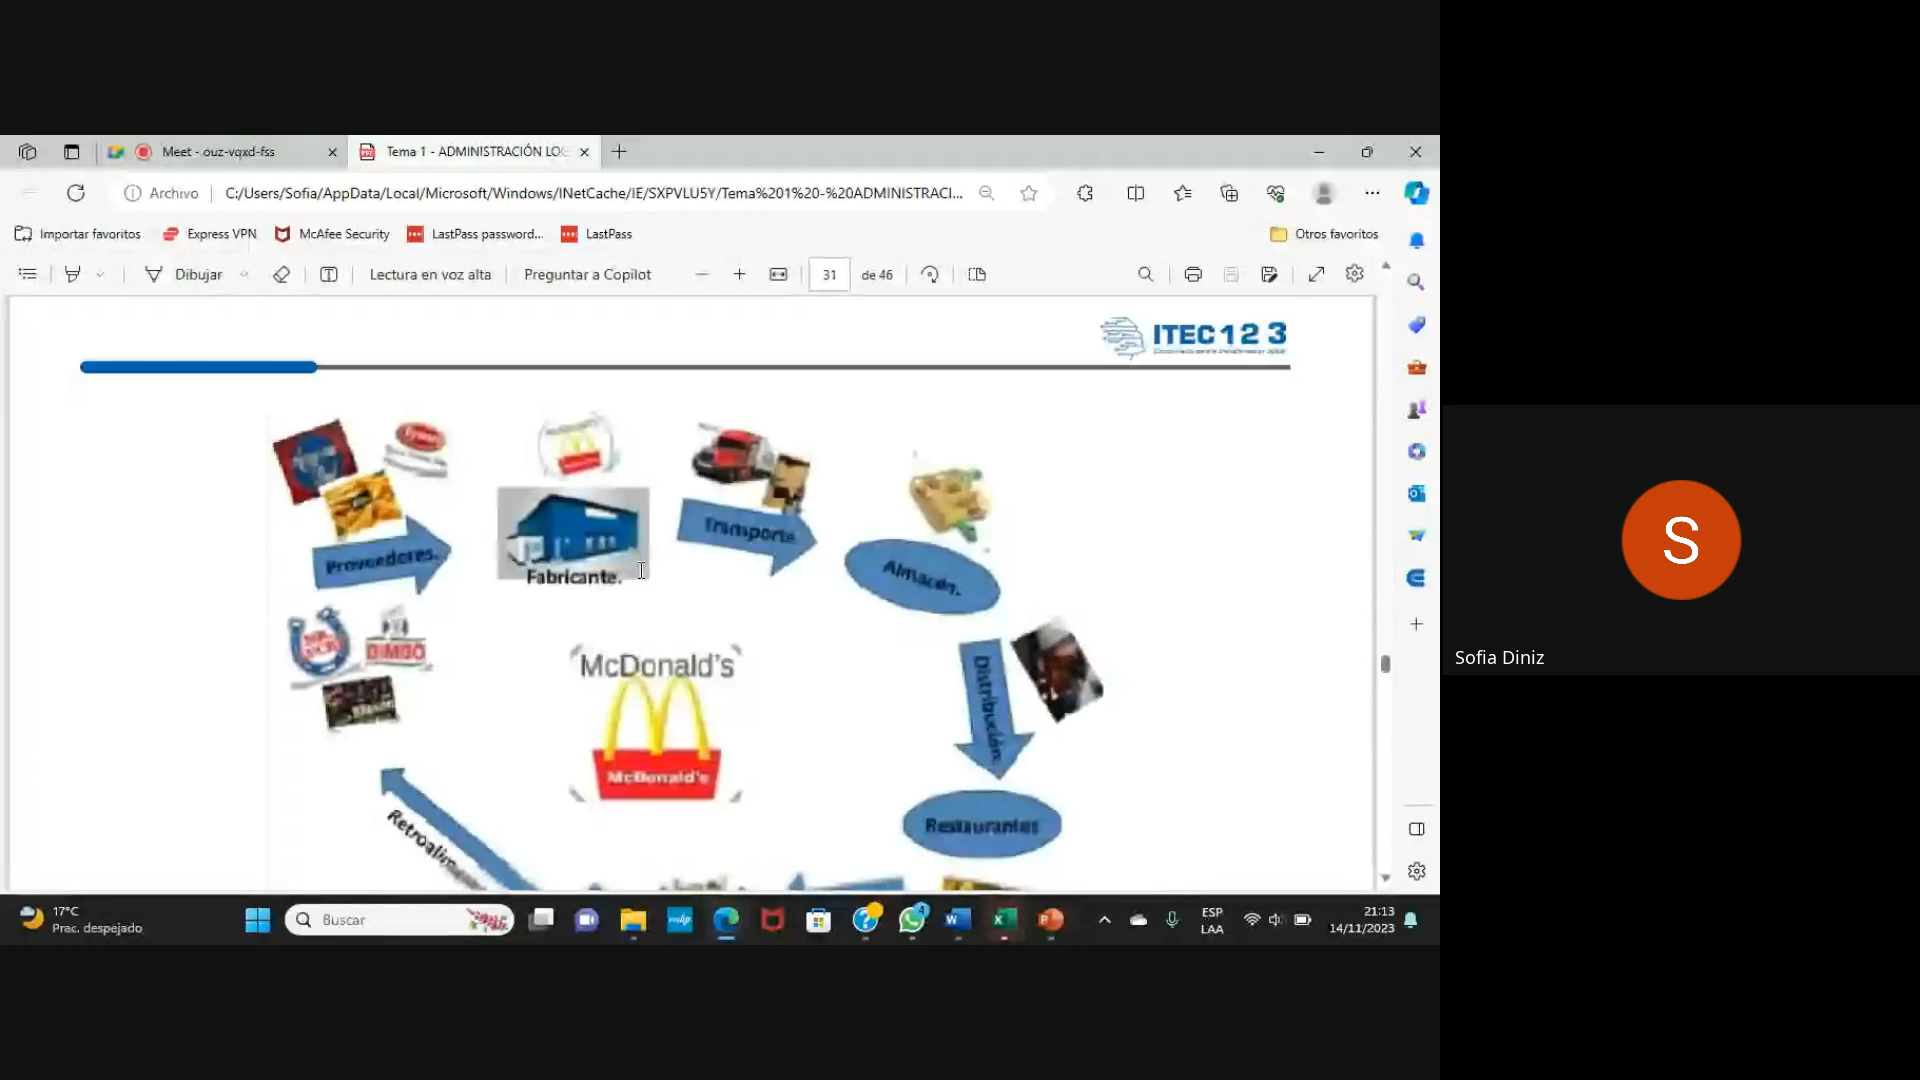 Meet - ouz-vqxd-fss
Tema 1 - ADMINISTRACIÓN LO
Archivo
C:/Users/Sofia/AppData/Local/Microsoft/Windows/INetCache/IE/SXPVLU5Y/Tema%201%20-%20ADMINISTRACI...
Importar favoritos
Express VPN
McAfee Security
LastPass password...
LastPass
Otros favoritos
Dibujar
Lectura en voz alta
Preguntar a Copilot
31
de 46
ITEC 1 2 3
Proveedores.
Fabricante.
Transporte
Almacén.
BIMBO
McDonald's
McDonald's
Distribución
Restaurantes
S
Sofia Diniz
17°C
Prac. despejado
Buscar
ESP
LAA
21:13
14/11/2023